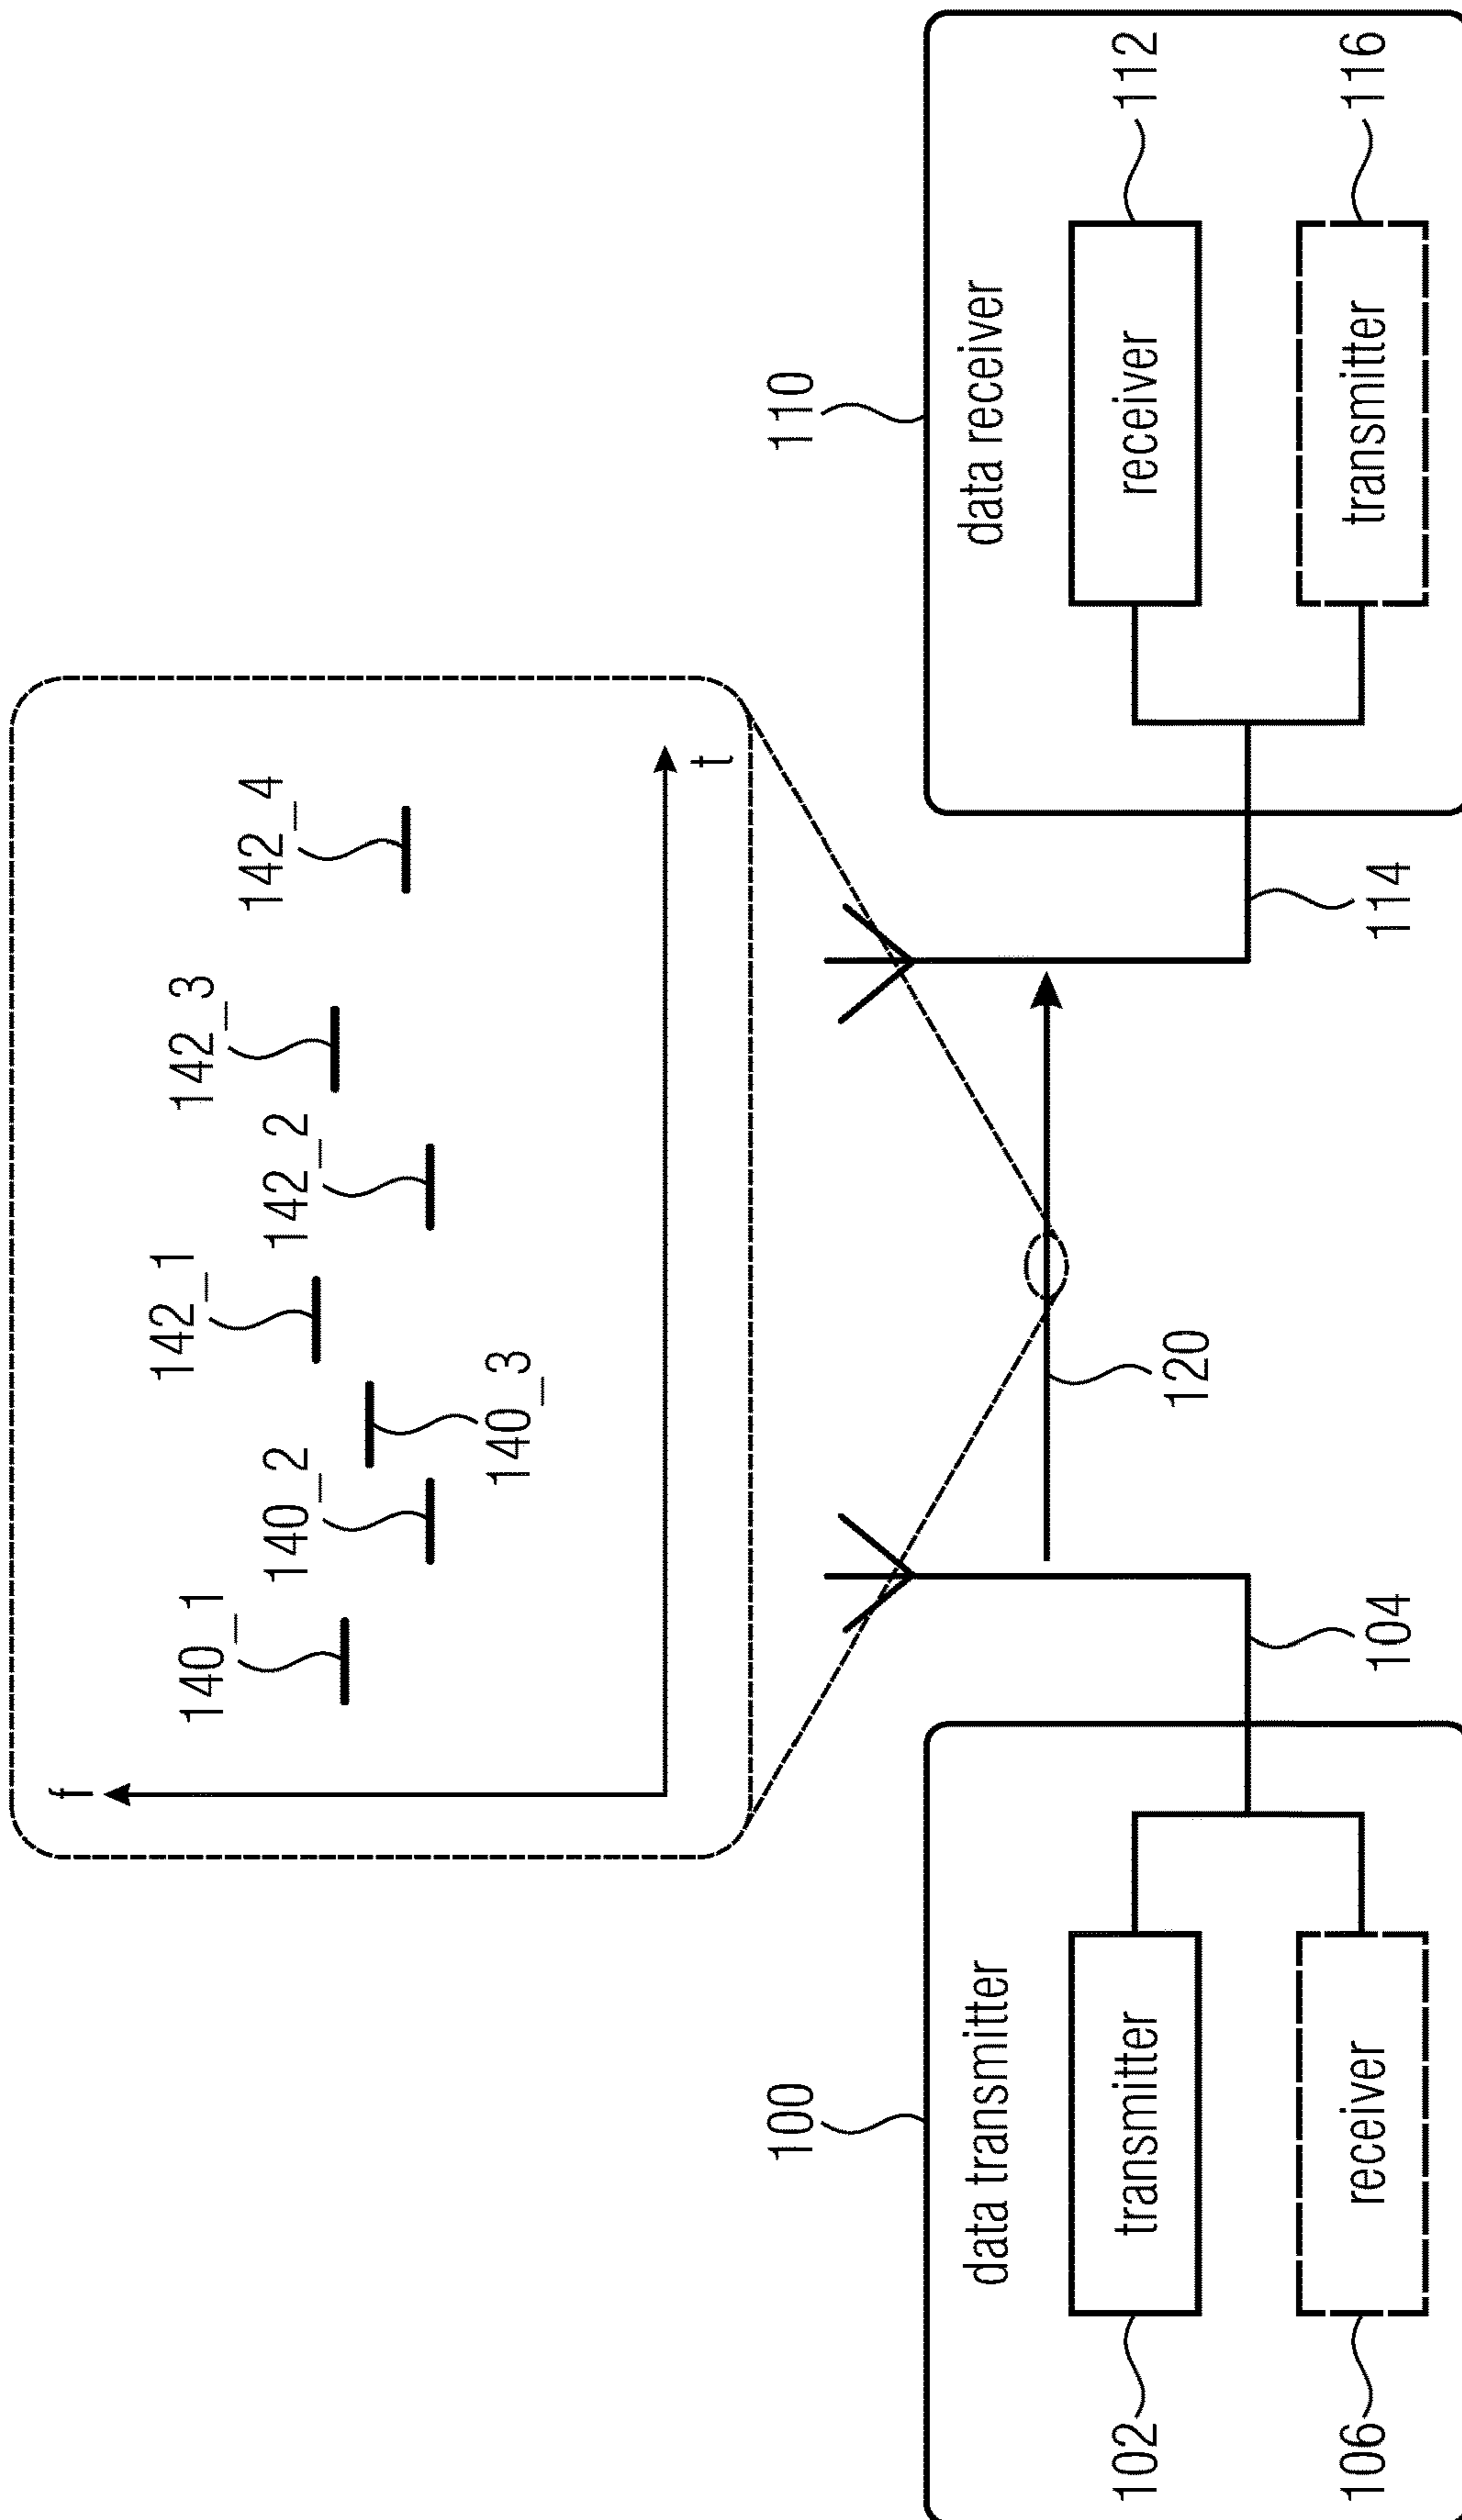 f
140_1
140_2
140_3
142_1
142_2
142_3
142_4
t
100
data transmitter
transmitter
102
receiver
106
104
120
114
110
data receiver
receiver
112
transmitter
116